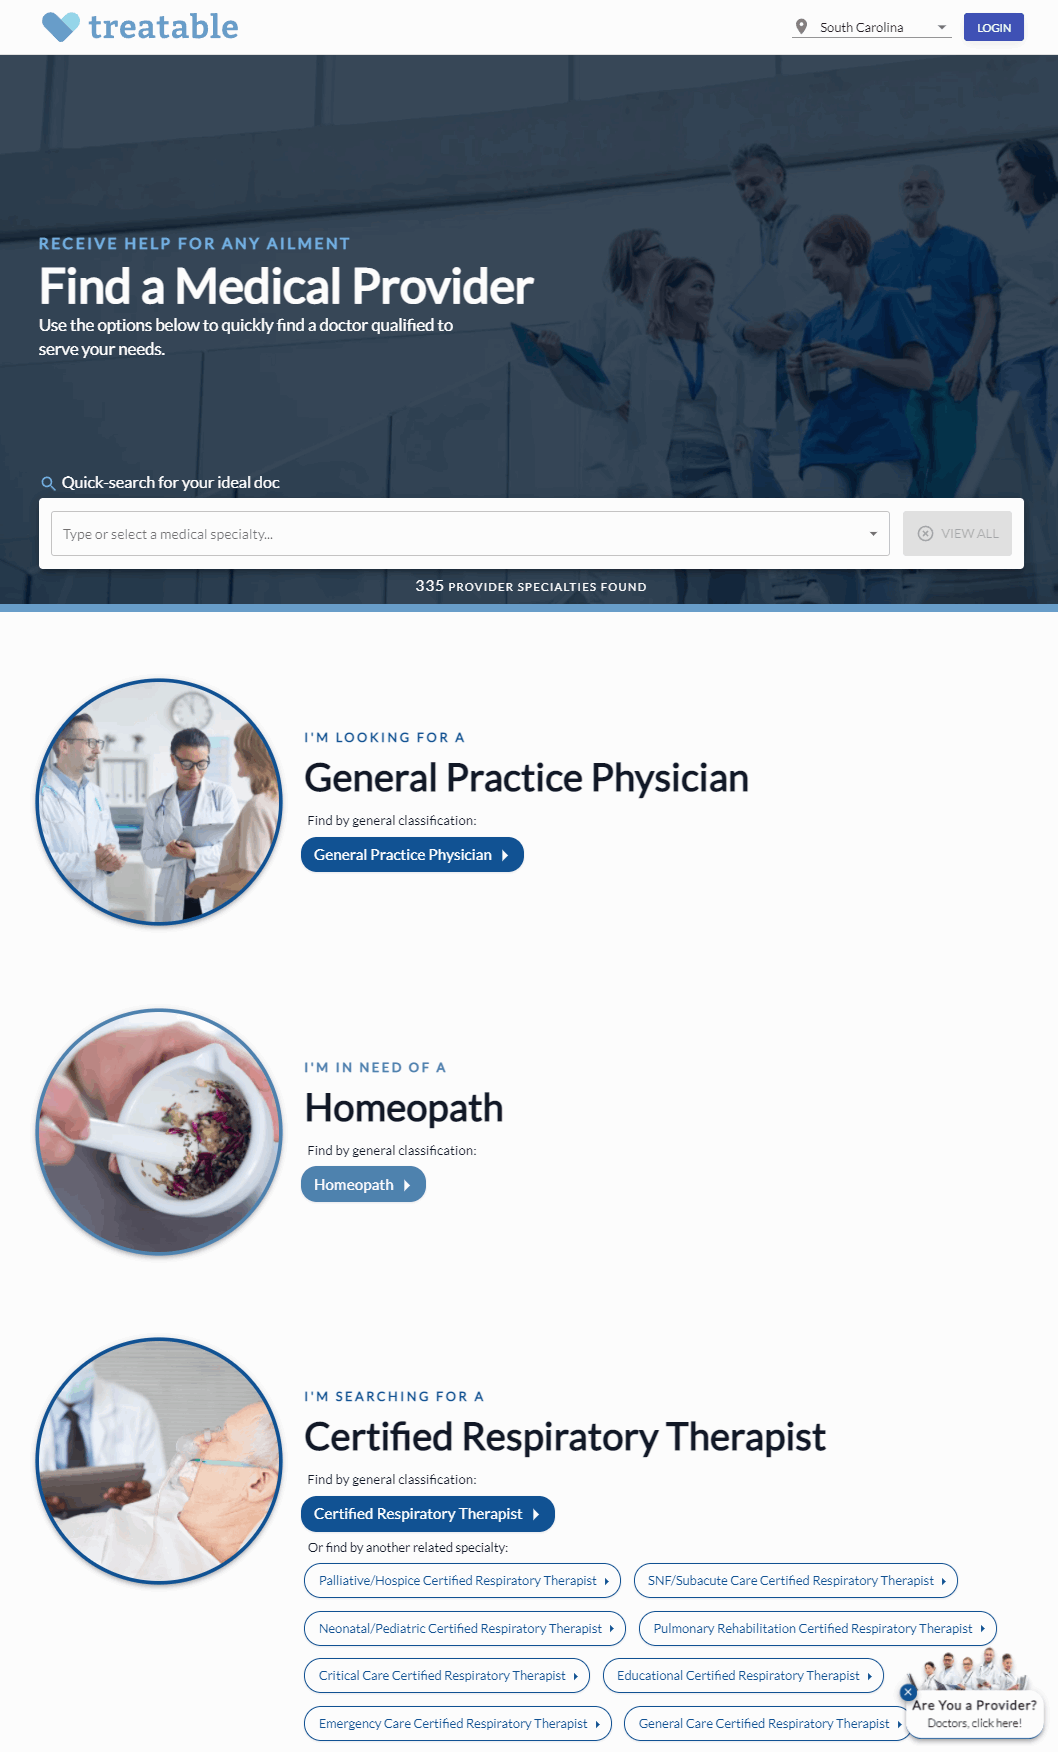 treatable
South Carolina
LOGIN
RECEIVE HELP FOR ANY AILMENT
Find a Medical Provider
Use the options below to quickly find a doctor qualified to
serve your needs.
Quick-search for your ideal doc
Type or select a medical specialty...
VIEW ALL
335 PROVIDER SPECIALTIES FOUND
I'M LOOKING FOR A
General Practice Physician
Find by general classification:
General Practice Physician
I'M IN NEED OF A
Homeopath
Find by general classification:
Homeopath
I'M SEARCHING FOR A
Certified Respiratory Therapist
Find by general classification:
Certified Respiratory Therapist
Or find by another related specialty:
Palliative/Hospice Certified Respiratory Therapist
SNF/Subacute Care Certified Respiratory Therapist
Neonatal/Pediatric Certified Respiratory Therapist
Pulmonary Rehabilitation Certified Respiratory Therapist
Critical Care Certified Respiratory Therapist
Educational Certified Respiratory Therapist
Emergency Care Certified Respiratory Therapist
General Care Certified Respiratory Therapist
Are You a Provider?
Doctors, click here!